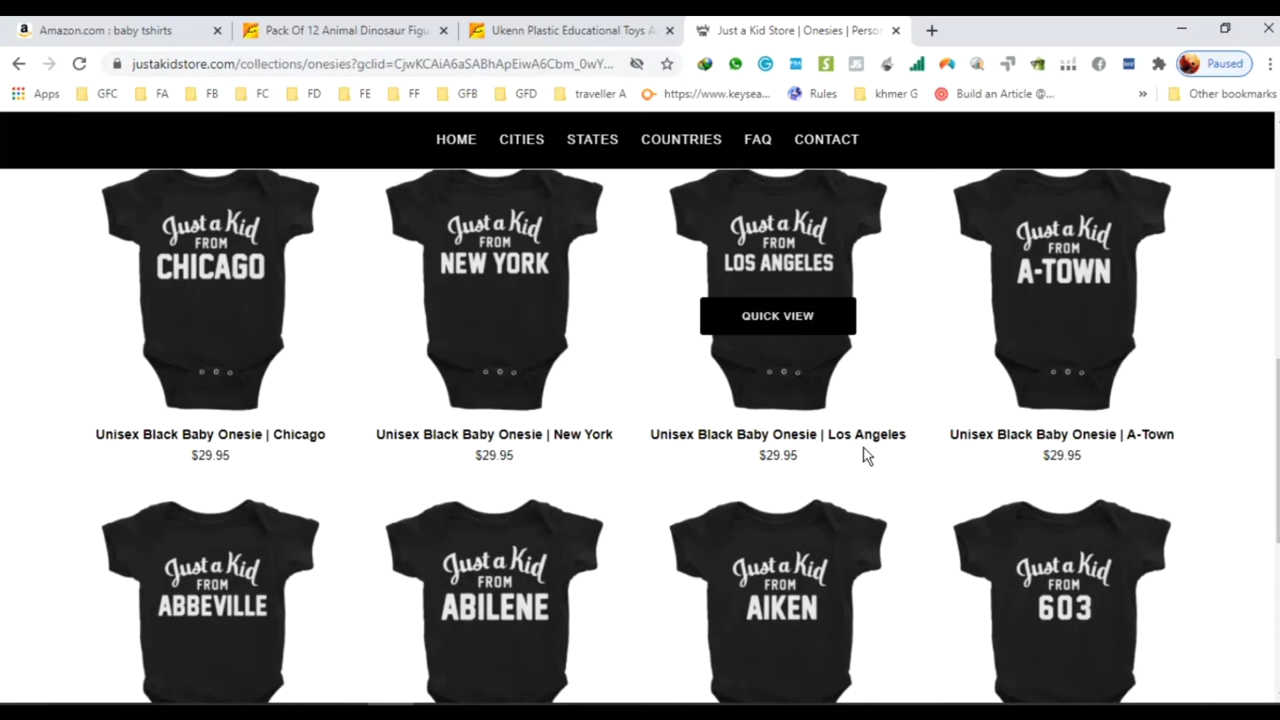 Amazon.com : baby tshirts
Pack Of 12 Animal Dinosaur Figu
Ukenn Plastic Educational Toys A
Just a Kid Store | Onesies | Person
justakidstore.com/collections/onesies?gclid=CjwKCAiA6aSABhApEiwA6Cbm_0wY...
Paused
Apps GFC FA FB FC FD FE FF GFB GFD traveller A https://www.keysea... Rules khmer G Build an Article @... » Other bookmarks
HOME CITIES STATES COUNTRIES FAQ CONTACT
Just a Kid
FROM
CHICAGO
Just a Kid
FROM
NEW YORK
Just a Kid
FROM
LOS ANGELES
QUICK VIEW
Just a Kid
FROM
A-TOWN
Unisex Black Baby Onesie | Chicago
$29.95
Unisex Black Baby Onesie | New York
$29.95
Unisex Black Baby Onesie | Los Angeles
$29.95
Unisex Black Baby Onesie | A-Town
$29.95
Just a Kid
FROM
ABBEVILLE
Just a Kid
FROM
ABILENE
Just a Kid
FROM
AIKEN
Just a Kid
FROM
603